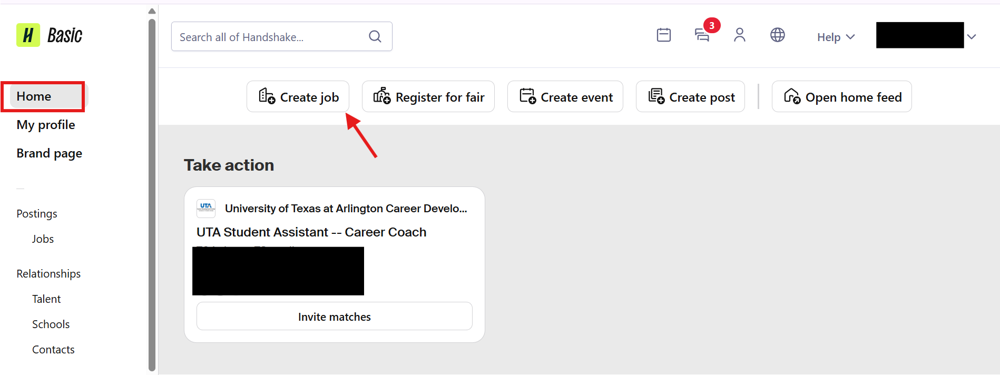 H Basic
Search all of Handshake...
3
Help
Home
My profile
Brand page
Postings
Jobs
Relationships
Talent
Schools
Contacts
Create job
Register for fair
Create event
Create post
Open home feed
Take action
UTA
University of Texas at Arlington Career Develo...
UTA Student Assistant -- Career Coach
Invite matches